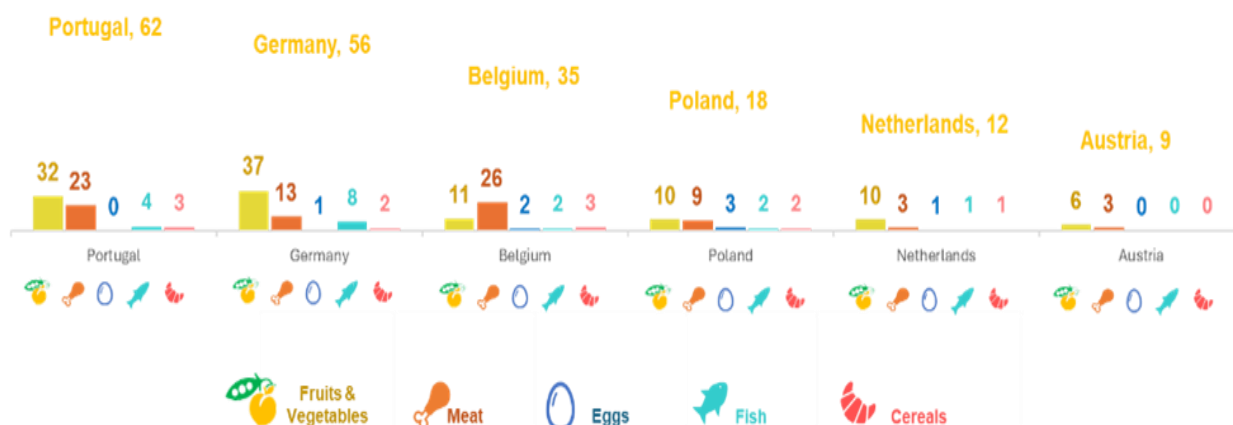 Portugal, 62
Germany, 56
Belgium, 35
Poland, 18
Netherlands, 12
Austria, 9
32 23 0 4 3
37 13 1 8 2
11 26 2 2 3
10 9 3 2 2
10 3 1 1 1
6 3 0 0 0
Portugal
Germany
Belgium
Poland
Netherlands
Austria
Fruits &
Vegetables
Meat
Eggs
Fish
Cereals